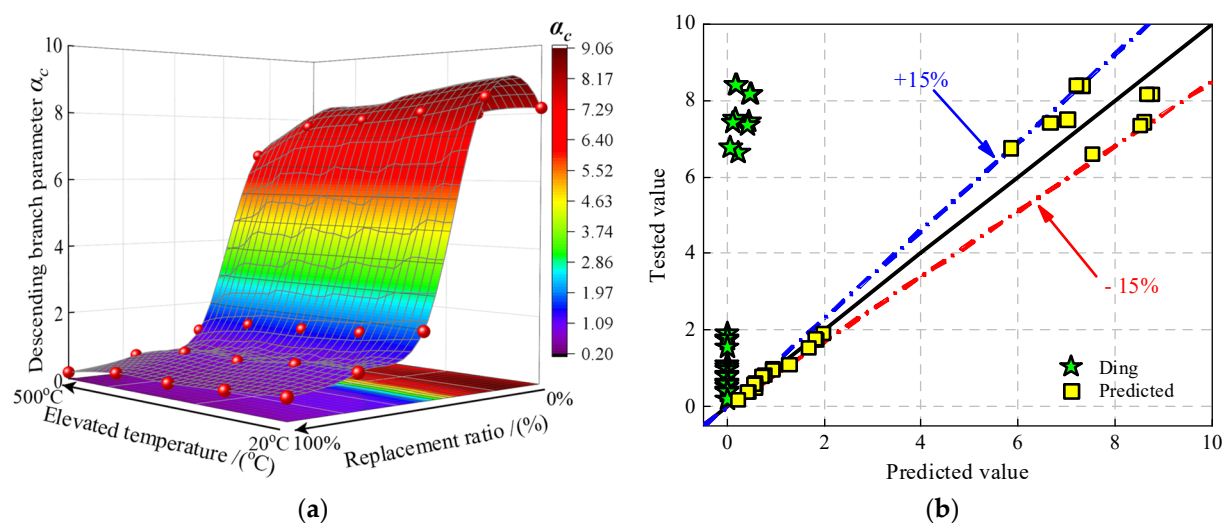 10
8
6
4
2
0
Descending branch parameter α_c
500°C
Elevated temperature /(°C)
20°C
100%
Replacement ratio /(%)
0%
α_c
9.06
8.17
7.29
6.40
5.52
4.63
3.74
2.86
1.97
1.09
0.20
(a)
10
8
6
4
2
0
Tested value
+15%
- 15%
Ding
Predicted
0 2 4 6 8 10
Predicted value
(b)